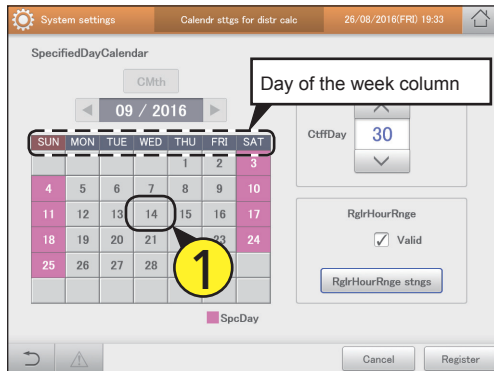 System settings
Calendr sttgs for distr calc
26/08/2016(FRI) 19:33
SpecifiedDayCalendar
CMth
Day of the week column
09 / 2016
CtffDay
30
SUN MON TUE WED THU FRI SAT
1 2 3
4 5 6 7 8 9 10
11 12 13 14 15 16 17
18 19 20 21 23 24
25 26 27 28
1
SpcDay
RglrHourRnge
Valid
RglrHourRnge stngs
Cancel
Register